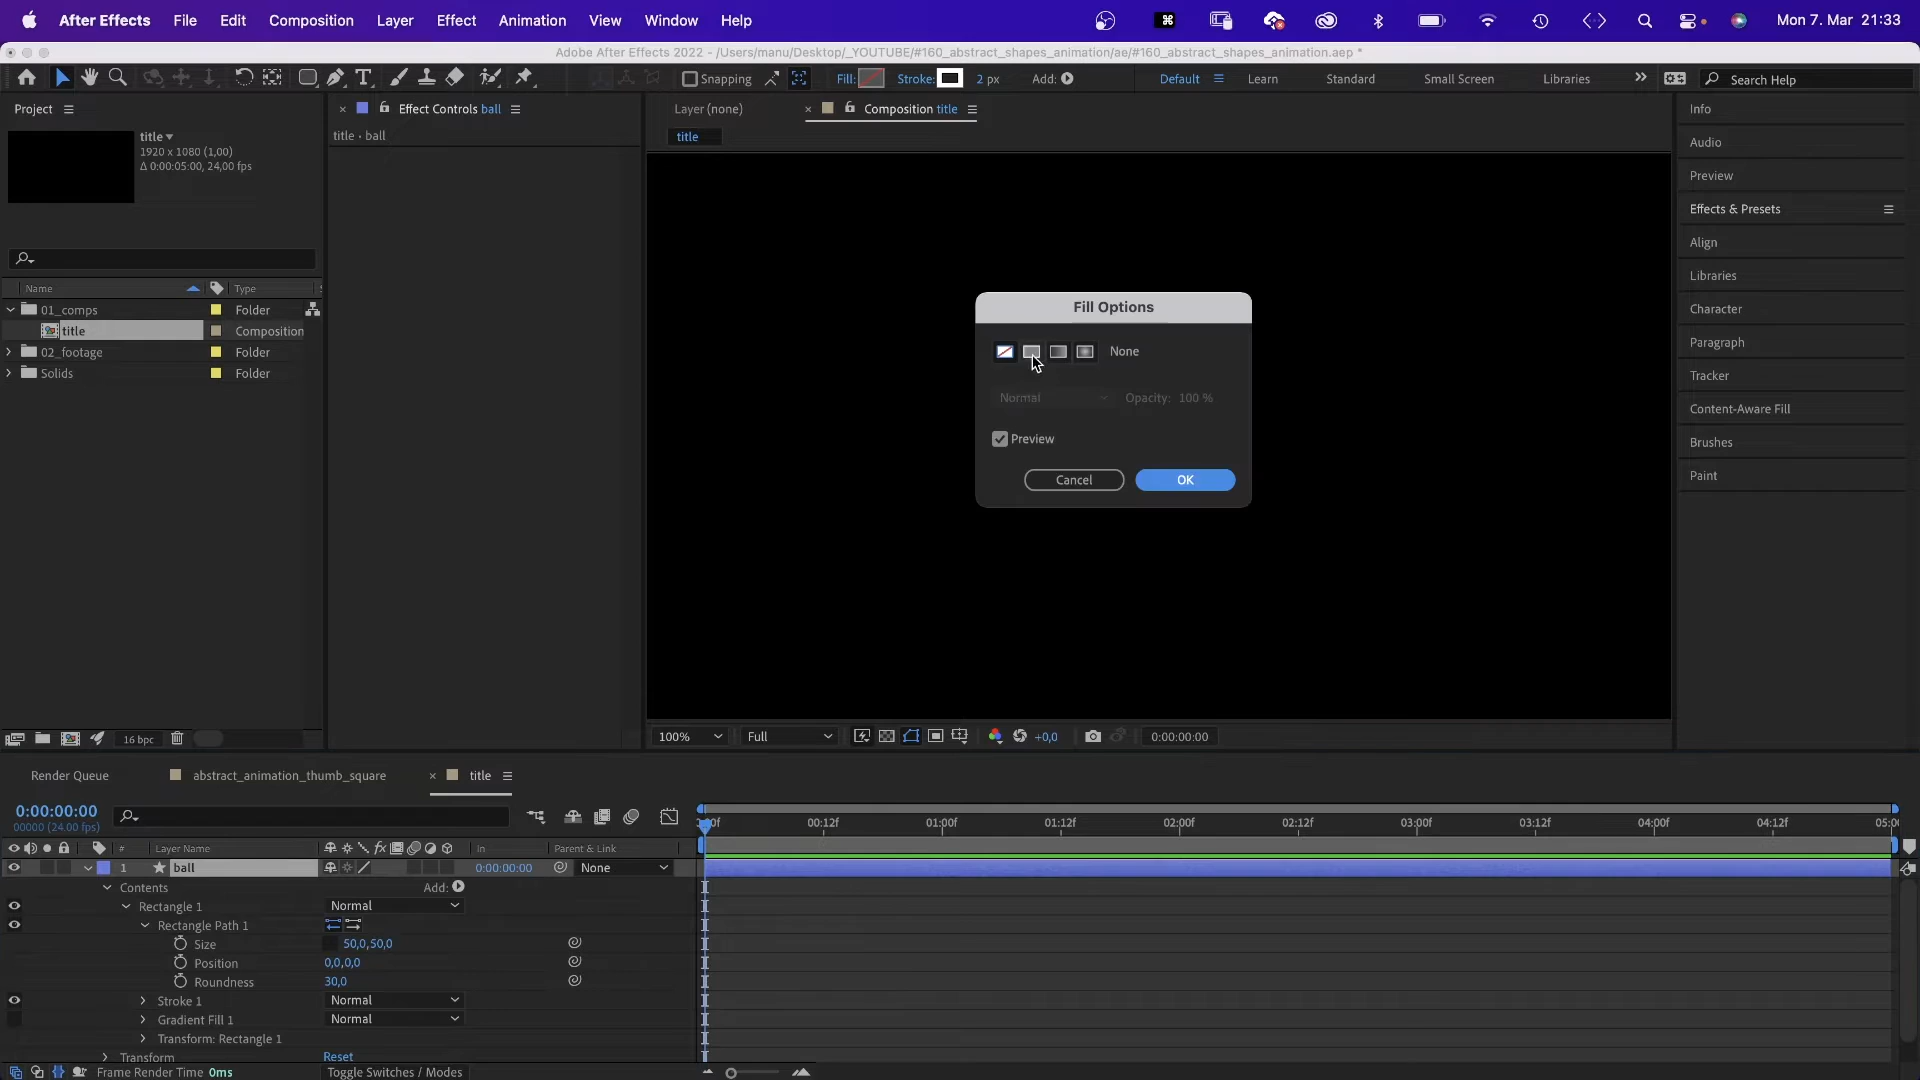 After Effects File Edit Composition Layer Effect Animation View Window Help Mon 7. Mar 21:33
Adobe After Effects 2022 - /Users/manu/Desktop/_YOUTUBE/#160_abstract_shapes_animation/ae/#160_abstract_shapes_animation.aep *
Snapping Fill: Stroke: 2 px Add: Default Learn Standard Small Screen Libraries Search Help
Project Effect Controls ball Layer (none) Composition title Info
title · ball title
title
1920 x 1080 (1,00)
Δ 0:00:05:00, 24,00 fps
Audio
Preview
Effects & Presets
Align
Libraries
Character
Paragraph
Tracker
Content-Aware Fill
Brushes
Paint
Name Type
01_comps Folder
title Composition
02_footage Folder
Solids Folder
Fill Options
None
Normal Opacity: 100 %
Preview
Cancel OK
16 bpc 100% Full +0,0 0:00:00:00
Render Queue abstract_animation_thumb_square title
0:00:00:00
00000 (24.00 fps)
00f 00:12f 01:00f 01:12f 02:00f 02:12f 03:00f 03:12f 04:00f 04:12f 05:0
# Layer Name In Parent & Link
1 ball 0:00:00:00 None
Contents Add:
Rectangle 1 Normal
Rectangle Path 1
Size 50,0,50,0
Position 0,0,0,0
Roundness 30,0
Stroke 1 Normal
Gradient Fill 1 Normal
Transform: Rectangle 1
Transform Reset
Frame Render Time 0ms Toggle Switches / Modes